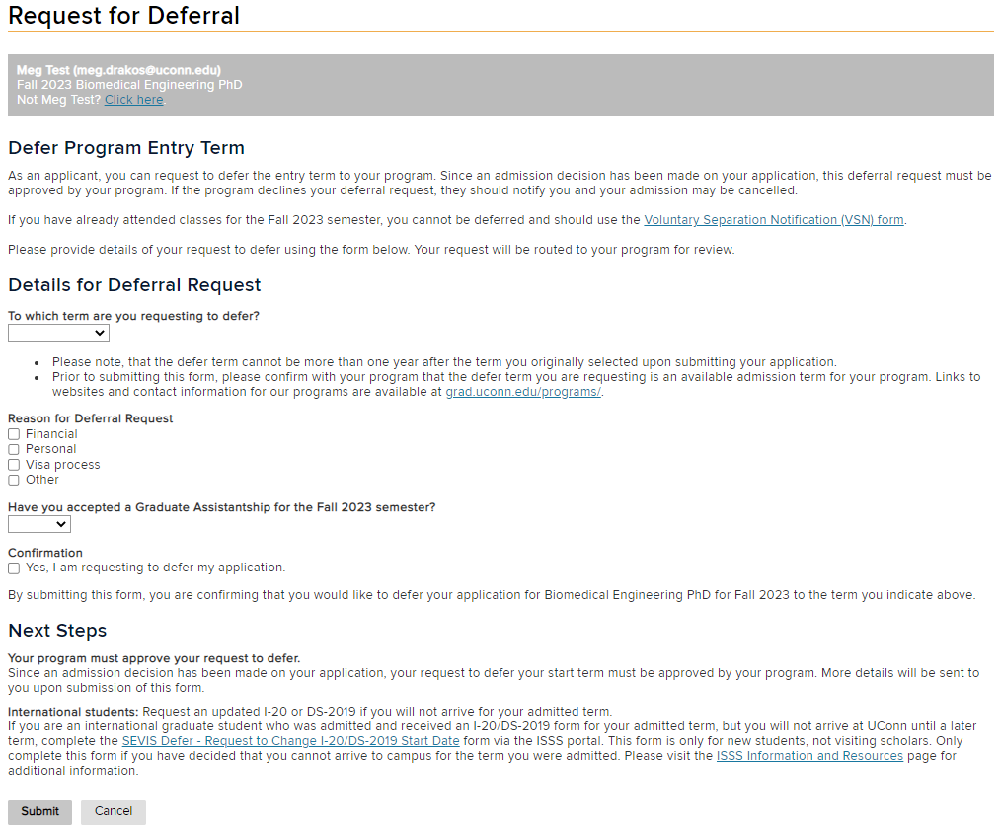 Request for Deferral
Meg Test (meg.drakos@uconn.edu)
Fall 2023 Biomedical Engineering PhD
Not Meg Test? Click here
Defer Program Entry Term
As an applicant, you can request to defer the entry term to your program. Since an admission decision has been made on your application, this deferral request must be
approved by your program. If the program declines your deferral request, they should notify you and your admission may be cancelled.
If you have already attended classes for the Fall 2023 semester, you cannot be deferred and should use the Voluntary Separation Notification (VSN) form.
Please provide details of your request to defer using the form below. Your request will be routed to your program for review.
Details for Deferral Request
To which term are you requesting to defer?
• Please note, that the defer term cannot be more than one year after the term you originally selected upon submitting your application.
• Prior to submitting this form, please confirm with your program that the defer term you are requesting is an available admission term for your program. Links to
websites and contact information for our programs are available at grad.uconn.edu/programs/.
Reason for Deferral Request
Financial
Personal
Visa process
Other
Have you accepted a Graduate Assistantship for the Fall 2023 semester?
Confirmation
Yes, I am requesting to defer my application.
By submitting this form, you are confirming that you would like to defer your application for Biomedical Engineering PhD for Fall 2023 to the term you indicate above.
Next Steps
Your program must approve your request to defer.
Since an admission decision has been made on your application, your request to defer your start term must be approved by your program. More details will be sent to
you upon submission of this form.
International students: Request an updated I-20 or DS-2019 if you will not arrive for your admitted term.
If you are an international graduate student who was admitted and received an I-20/DS-2019 form for your admitted term, but you will not arrive at UConn until a later
term, complete the SEVIS Defer - Request to Change I-20/DS-2019 Start Date form via the ISSS portal. This form is only for new students, not visiting scholars. Only
complete this form if you have decided that you cannot arrive to campus for the term you were admitted. Please visit the ISSS Information and Resources page for
additional information.
Submit Cancel